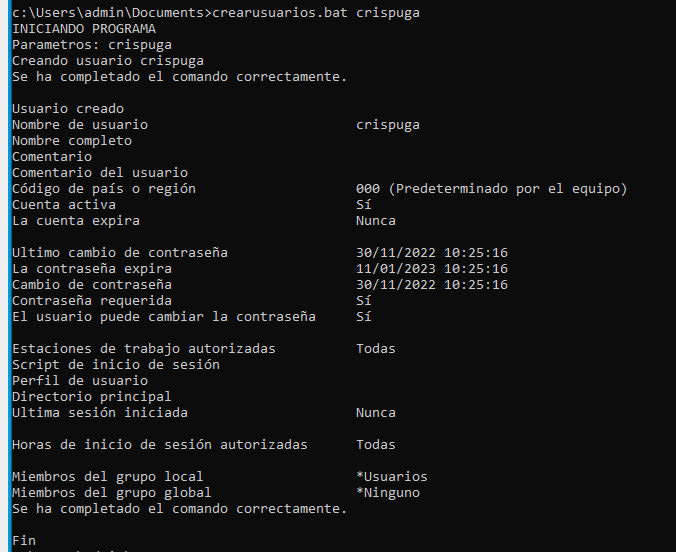 c:\Users\admin\Documents>crearusuarios.bat crispuga
INICIANDO PROGRAMA
Parametros: crispuga
Creando usuario crispuga
Se ha completado el comando correctamente.
Usuario creado
Nombre de usuario crispuga
Nombre completo
Comentario
Comentario del usuario
Código de país o región 000 (Predeterminado por el equipo)
Cuenta activa Sí
La cuenta expira Nunca
Ultimo cambio de contraseña 30/11/2022 10:25:16
La contraseña expira 11/01/2023 10:25:16
Cambio de contraseña 30/11/2022 10:25:16
Contraseña requerida Sí
El usuario puede cambiar la contraseña Sí
Estaciones de trabajo autorizadas Todas
Script de inicio de sesión
Perfil de usuario
Directorio principal
Ultima sesión iniciada Nunca
Horas de inicio de sesión autorizadas Todas
Miembros del grupo local *Usuarios
Miembros del grupo global *Ninguno
Se ha completado el comando correctamente.
Fin